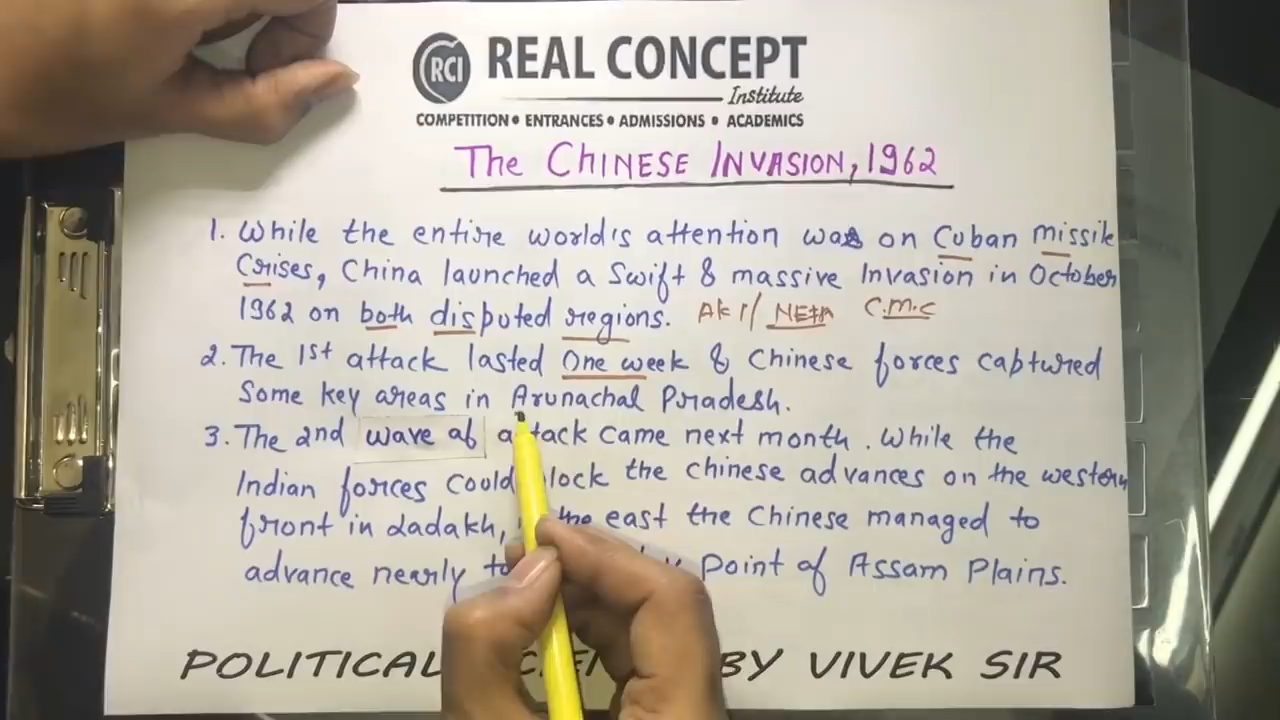 RCI REAL CONCEPT
Institute
COMPETITION • ENTRANCES • ADMISSIONS • ACADEMICS
The CHINESE INVASION, 1962
1. While the entire world's attention was on Cuban missile
Crises, China launched a Swift & massive Invasion in October
1962 on both disputed regions. AkI/ NEFA C.M.C
2. The 1st attack lasted One week & Chinese forces captured
Some key areas in Arunachal Pradesh.
3. The 2nd wave of attack came next month. While the
Indian forces could lock the chinese advances on the western
front in Ladakh, the east the Chinese managed to
advance nearly to Point of Assam Plains.
POLITICAL BY VIVEK SIR